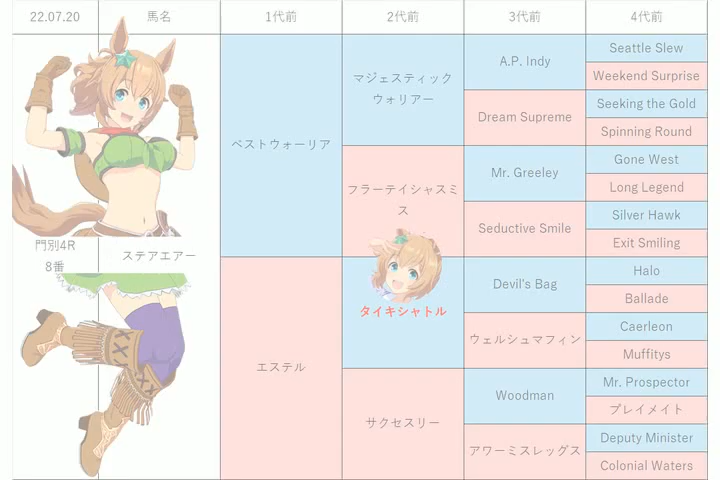 22.07.20
馬名
1代前
2代前
3代前
4代前
門別4R
8番
ステアエアー
ベストウォーリア
マジェスティック
ウォリアー
A.P. Indy
Seattle Slew
Weekend Surprise
Dream Supreme
Seeking the Gold
Spinning Round
フラーテイシャスミ
ス
Mr. Greeley
Gone West
Long Legend
Seductive Smile
Silver Hawk
Exit Smiling
エステル
タイキシャトル
Devil's Bag
Halo
Ballade
ウェルシュマフィン
Caerleon
Muffitys
サクセスリー
Woodman
Mr. Prospector
プレイメイト
アワーミスレッグス
Deputy Minister
Colonial Waters